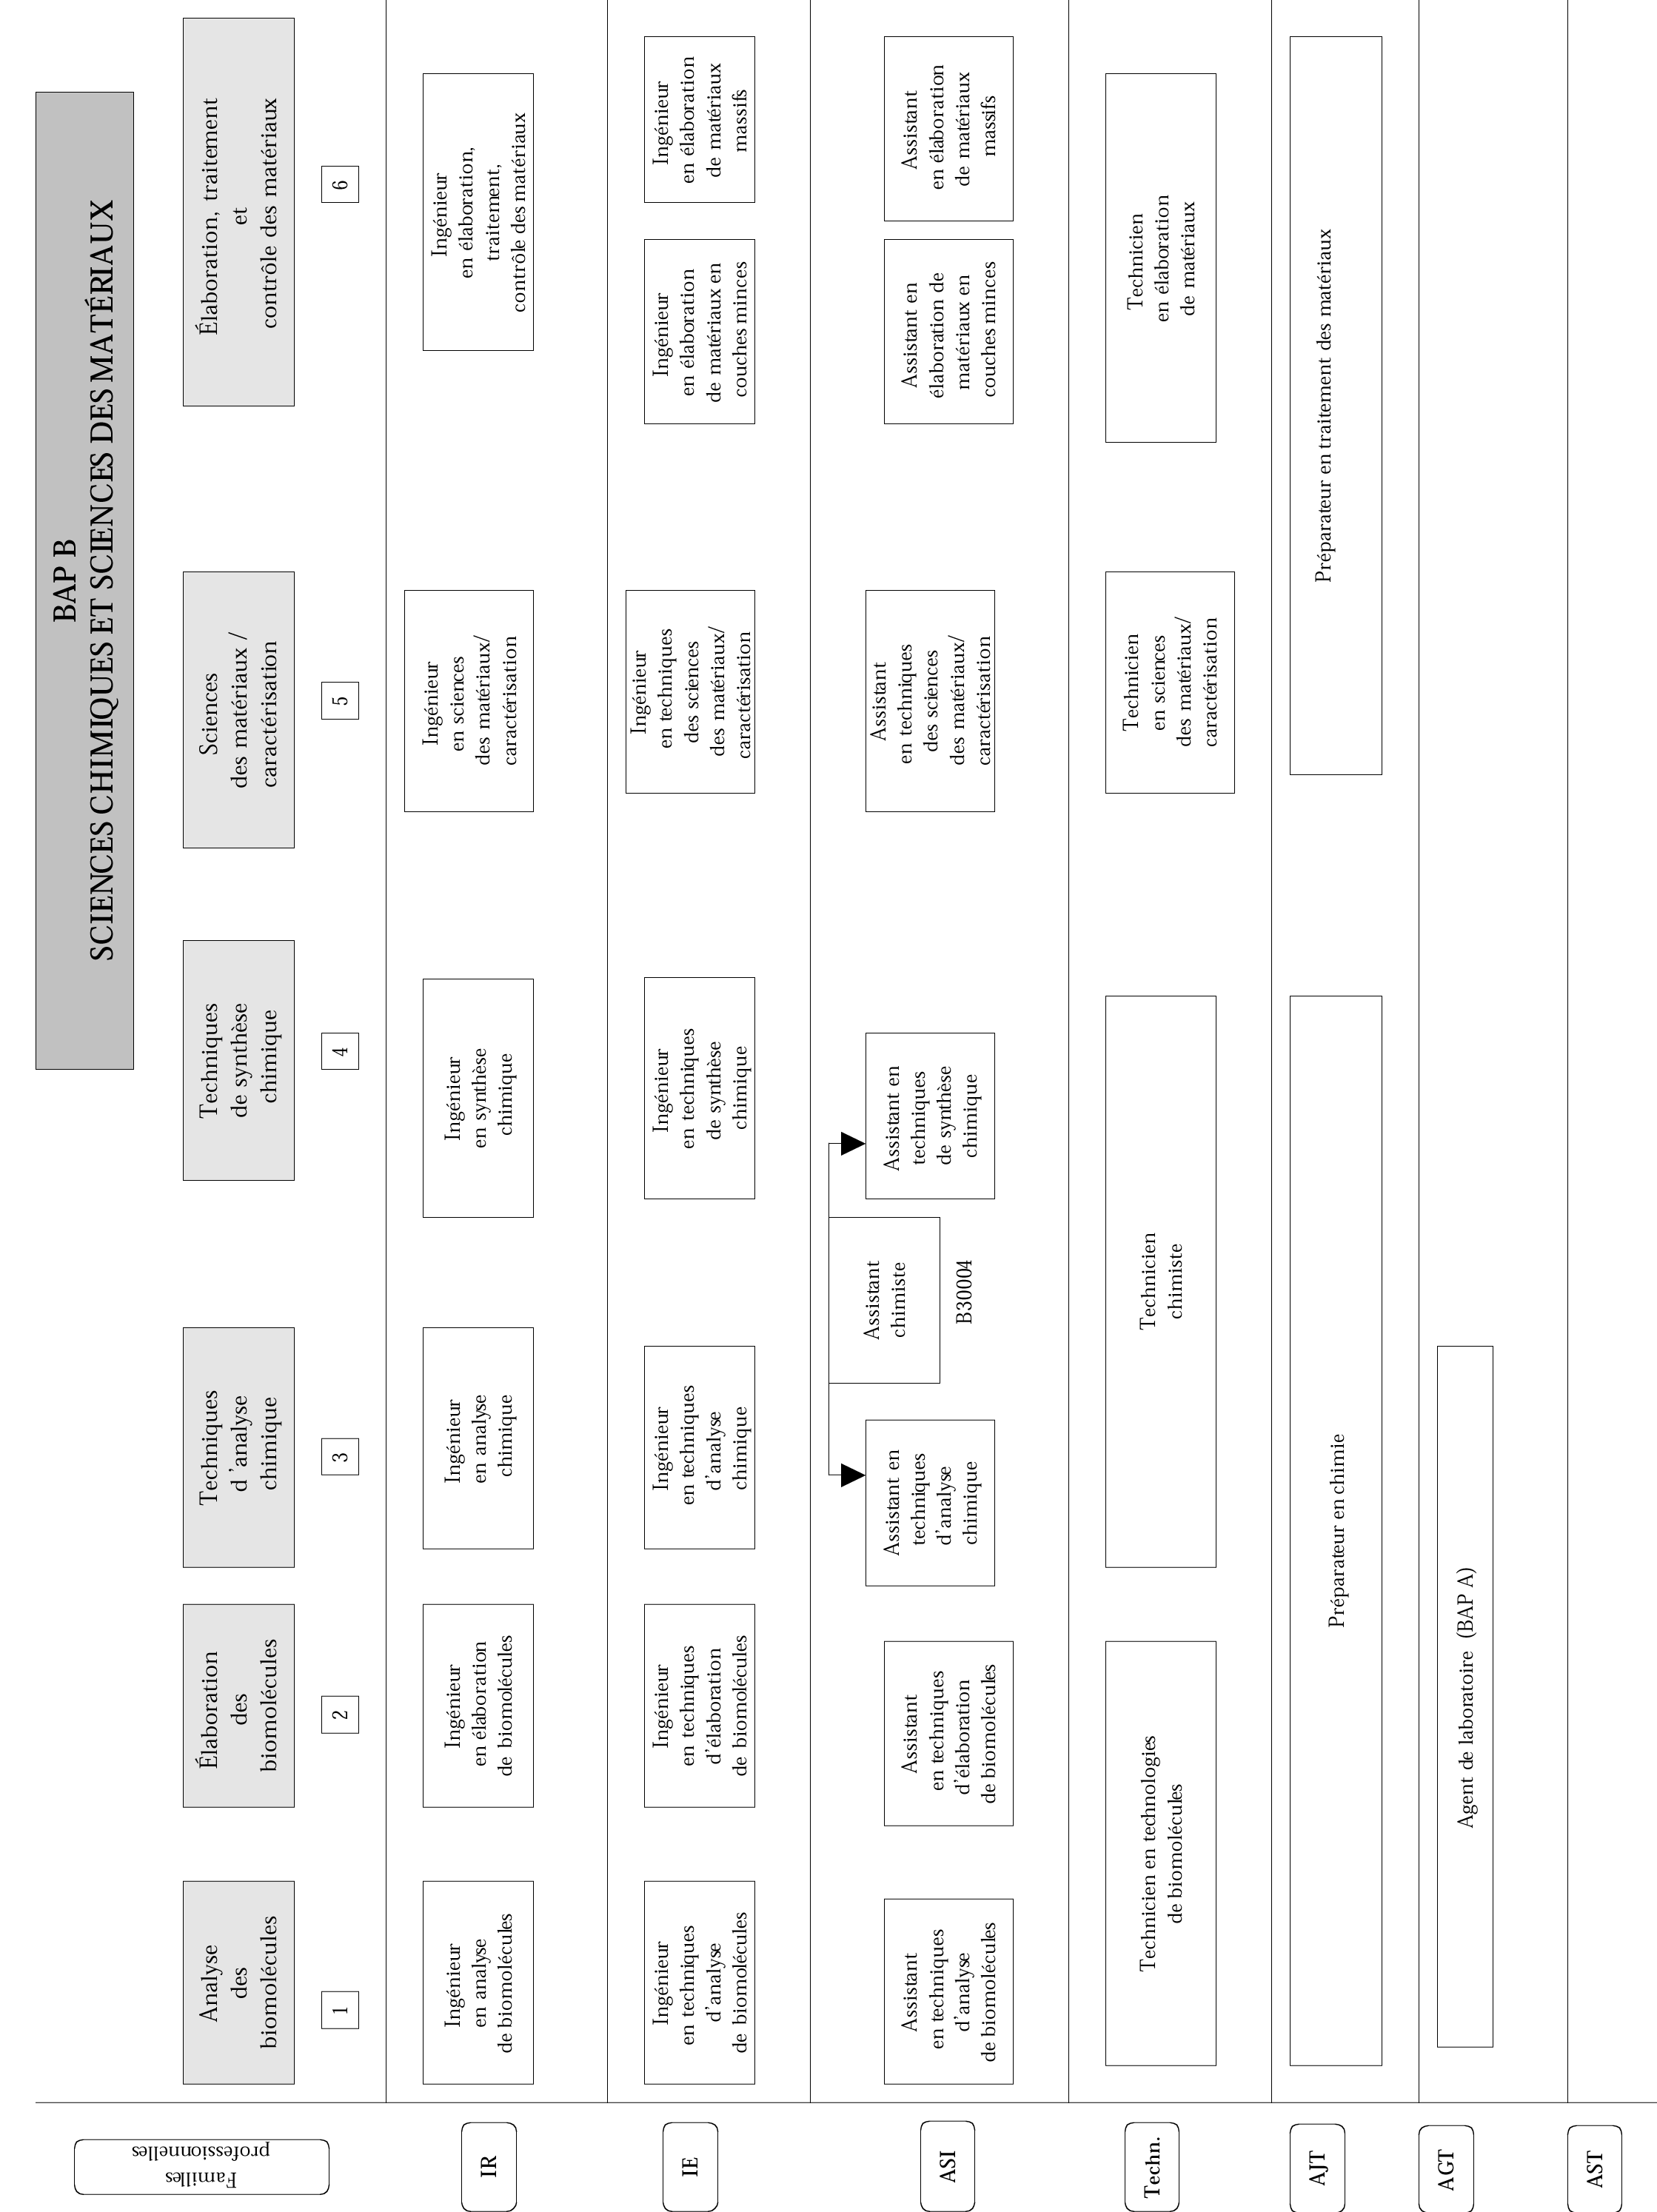 BAP B
SCIENCES CHIMIQUES ET SCIENCES DES MATÉRIAUX
Familles
professionnelles
Analyse
des
biomolécules
1
Élaboration
des
biomolécules
2
Techniques
d ’analyse
chimique
3
Techniques
de synthèse
chimique
4
Sciences
des matériaux /
caractérisation
5
Élaboration, traitement
et
contrôle des matériaux
6
IR
Ingénieur
en analyse
de biomolécules
Ingénieur
en élaboration
de biomolécules
Ingénieur
en analyse
chimique
Ingénieur
en synthèse
chimique
Ingénieur
en sciences
des matériaux/
caractérisation
Ingénieur
en élaboration,
traitement,
contrôle des matériaux
IE
Ingénieur
en techniques
d’analyse
de biomolécules
Ingénieur
en techniques
d’élaboration
de biomolécules
Ingénieur
en techniques
d’analyse
chimique
Ingénieur
en techniques
de synthèse
chimique
Ingénieur
en techniques
des sciences
des matériaux/
caractérisation
Ingénieur
en élaboration
de matériaux en
couches minces
Ingénieur
en élaboration
de matériaux
massifs
ASI
Assistant
en techniques
d’analyse
de biomolécules
Assistant
en techniques
d’élaboration
de biomolécules
Assistant en
techniques
d’analyse
chimique
Assistant
chimiste
B30004
Assistant en
techniques
de synthèse
chimique
Assistant
en techniques
des sciences
des matériaux/
caractérisation
Assistant en
élaboration de
matériaux en
couches minces
Assistant
en élaboration
de matériaux
massifs
Techn.
Technicien en technologies
de biomolécules
Technicien
chimiste
Technicien
en sciences
des matériaux/
caractérisation
Technicien
en élaboration
de matériaux
AJT
Préparateur en chimie
Préparateur en traitement des matériaux
AGT
Agent de laboratoire (BAP A)
AST